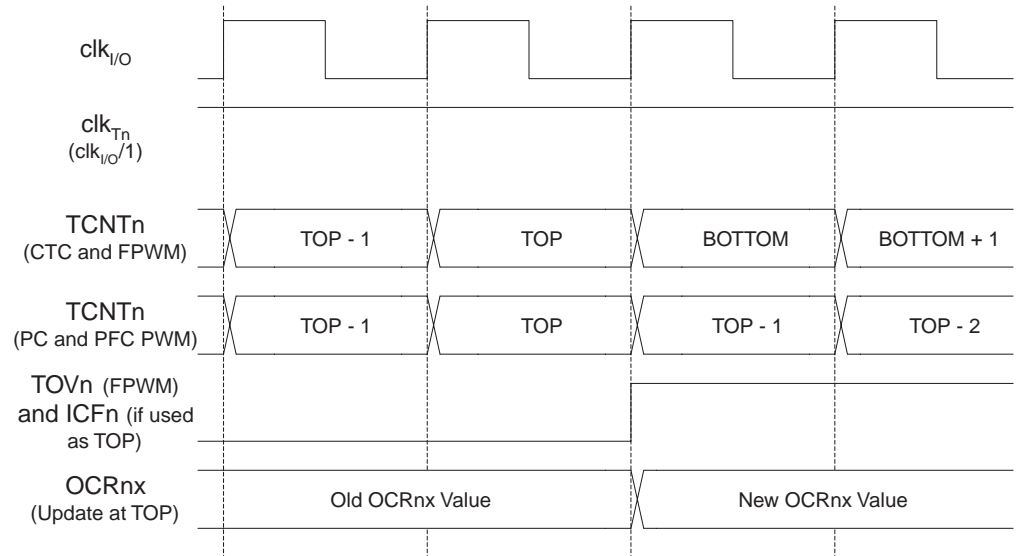 clkI/O
clkTn
(clkI/O/1)
TCNTn
(CTC and FPWM)
TOP - 1
TOP
BOTTOM
BOTTOM + 1
TCNTn
(PC and PFC PWM)
TOP - 1
TOP
TOP - 1
TOP - 2
TOVn (FPWM)
and ICFn (if used
as TOP)
OCRnx
(Update at TOP)
Old OCRnx Value
New OCRnx Value